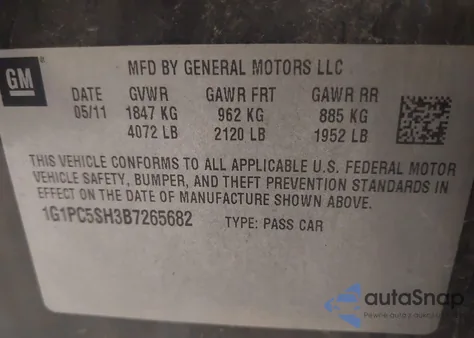 GM®
MFD BY GENERAL MOTORS LLC
DATE GVWR GAWR FRT GAWR RR
05/11 1847 KG 962 KG 885 KG
4072 LB 2120 LB 1952 LB
THIS VEHICLE CONFORMS TO ALL APPLICABLE U.S. FEDERAL MOTOR
VEHICLE SAFETY, BUMPER, AND THEFT PREVENTION STANDARDS IN
EFFECT ON THE DATE OF MANUFACTURE SHOWN ABOVE.
1G1PC5SH3B7265682 TYPE: PASS CAR
autoSnap